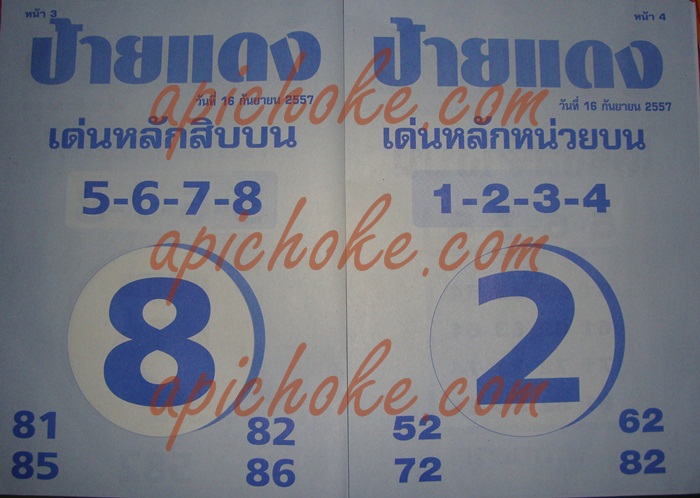 หน้า 3
ป้ายแดง
วันที่ 16 กันยายน 2557
เด่นหลักสิบบน
5-6-7-8
8
81
82
85
86
หน้า 4
ป้ายแดง
วันที่ 16 กันยายน 2557
เด่นหลักหน่วยบน
1-2-3-4
2
52
62
72
82
apichoke.com
apichoke.com
apichoke.com